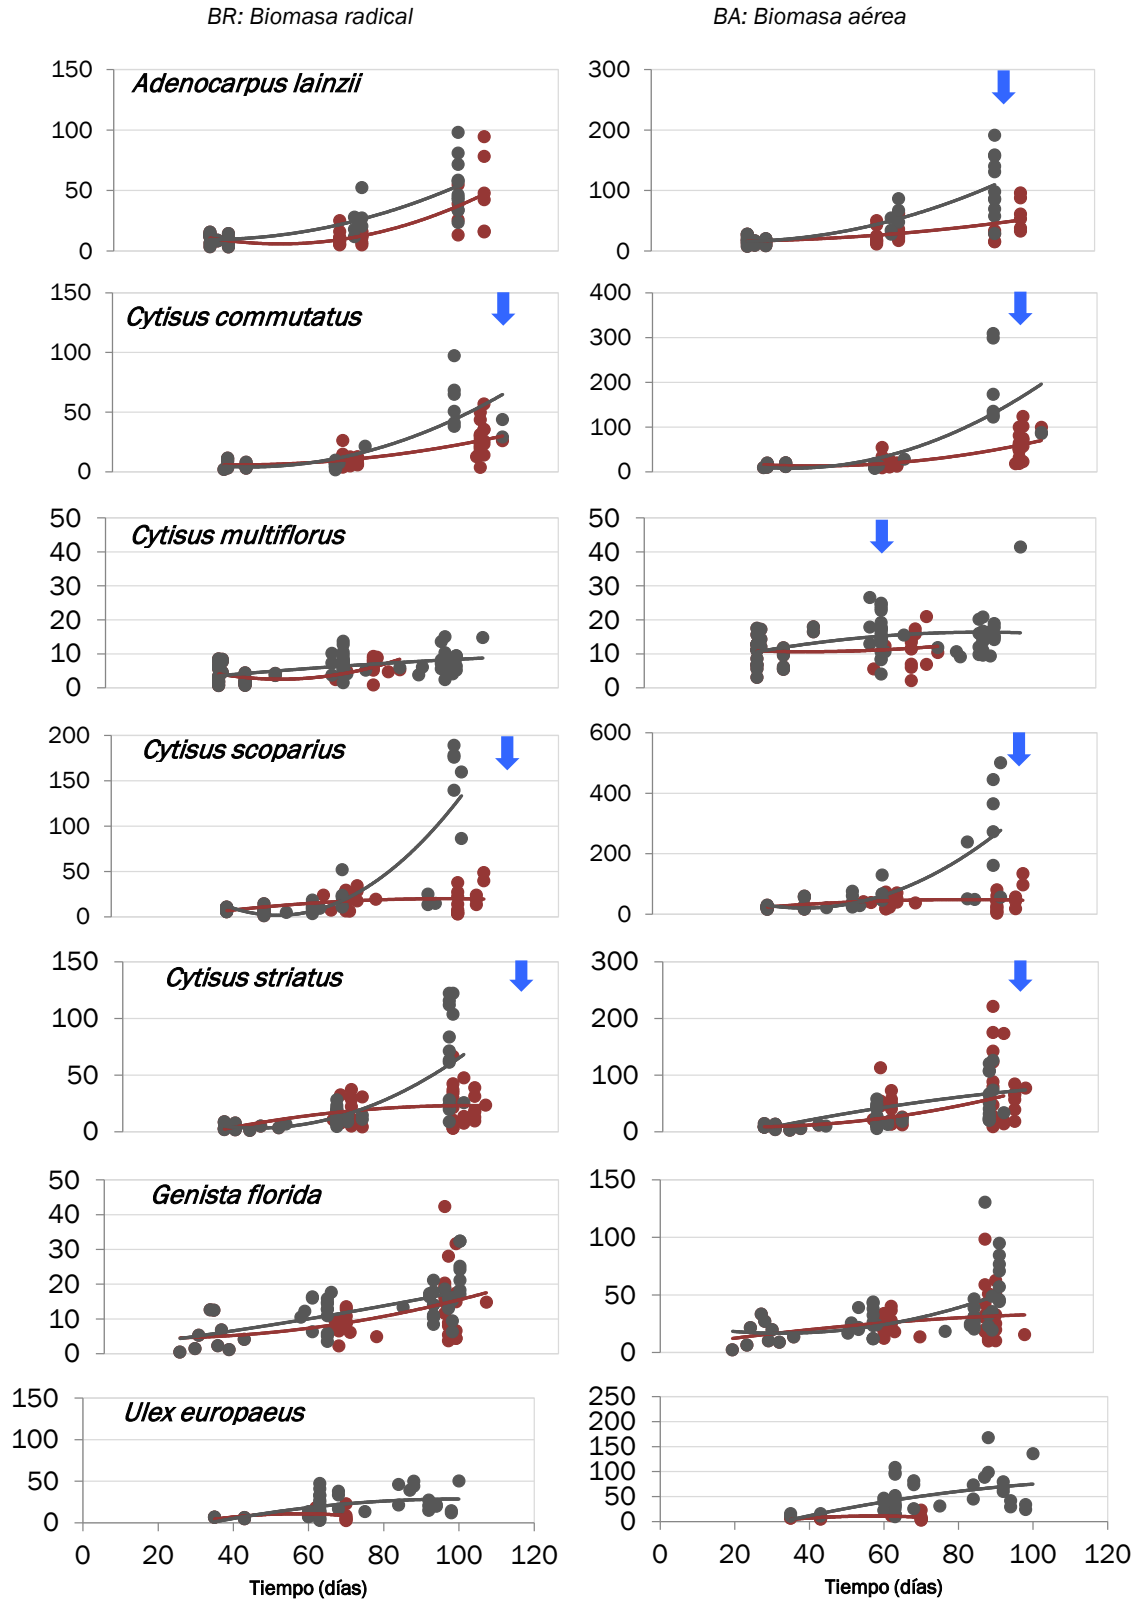 BR: Biomasa radical BA: Biomasa aérea
150 Adenocarpus lainzii 300
100 200
50 100
0 0
150 Cytisus commutatus 400
100 300
50 200
0 100
0
50 Cytisus multiflorus 50
40 40
30 30
20 20
10 10
0 0
200 Cytisus scoparius 600
150 400
100 200
50 0
0
150 Cytisus striatus 300
100 200
50 100
0 0
50 Genista florida 150
40 100
30 50
20 0
10
0
150 Ulex europaeus 250
100 200
50 150
0 100
50
0
0 20 40 60 80 100 120 0 20 40 60 80 100 120
Tiempo (días) Tiempo (días)